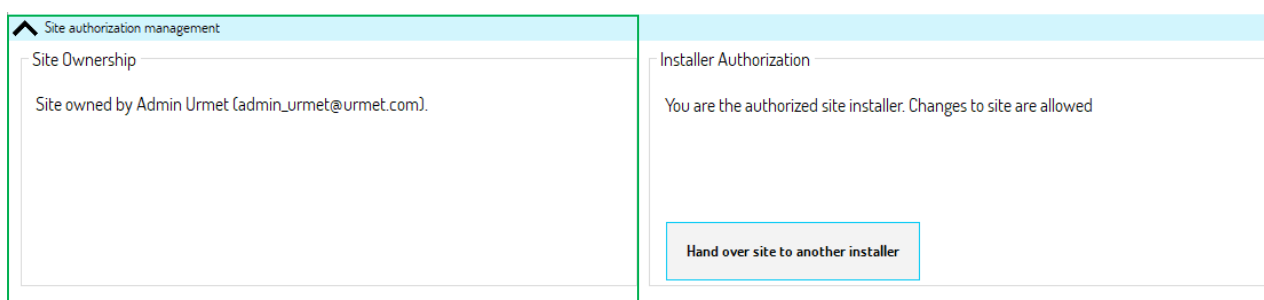 Site authorization management
Site Ownership
Site owned by Admin Urmet (admin_urmet@urmet.com).
Installer Authorization
You are the authorized site installer. Changes to site are allowed
Hand over site to another installer